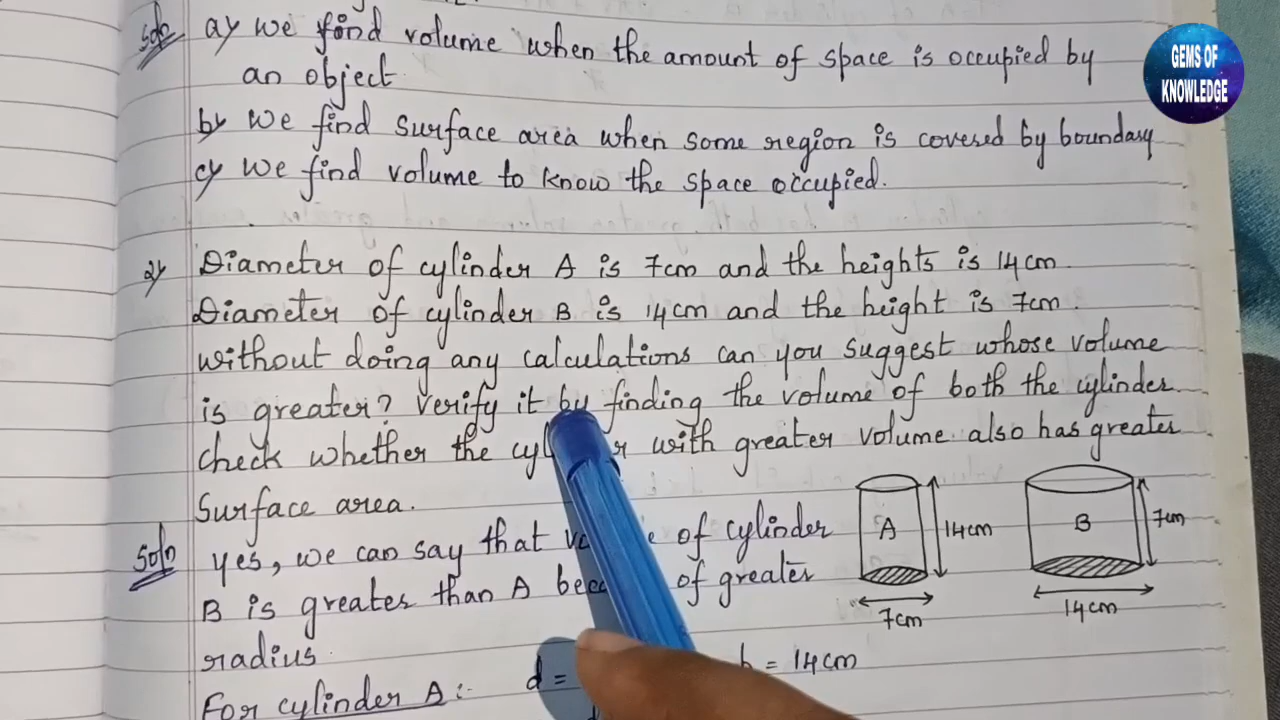 Soln
a) we find volume when the amount of space is occupied by
an object
b) we find surface area when some region is covered by boundary
c) we find volume to know the space occupied.
2) Diameter of cylinder A is 7cm and the heights is 14cm.
Diameter of cylinder B is 14cm and the height is 7cm.
without doing any calculations can you suggest whose volume
is greater? Verify it by finding the volume of both the cylinder.
check whether the with greater volume also has greater
surface area.
Soln
yes, we can say that of cylinder
B is greater than A of greater
radius.
For cylinder A:- d = = 14cm
A
14cm
7cm
B
7cm
14cm
GEMS OF
KNOWLEDGE